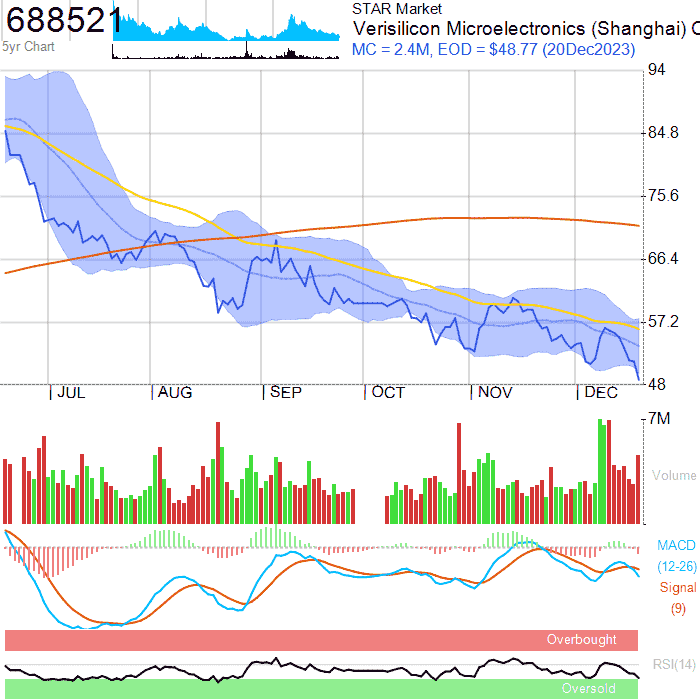 688521
5yr Chart
STAR Market
Verisilicon Microelectronics (Shanghai) C
MC = 2.4M, EOD = $48.77 (20Dec2023)
94
84.8
75.6
66.4
57.2
48
JUL AUG SEP OCT NOV DEC
7M
Volume
MACD
(12-26)
Signal
(9)
Overbought
RSI(14)
Oversold